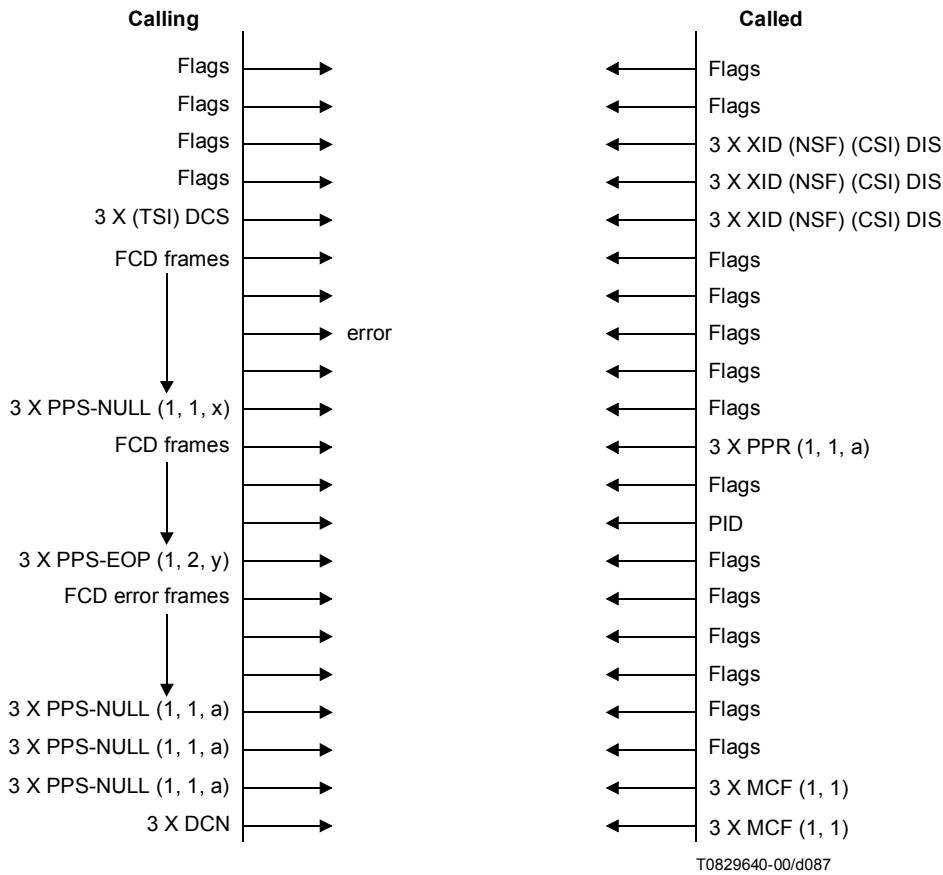 Calling Called
Flags Flags
Flags Flags
Flags 3 X XID (NSF) (CSI) DIS
Flags 3 X XID (NSF) (CSI) DIS
3 X (TSI) DCS 3 X XID (NSF) (CSI) DIS
FCD frames Flags
Flags
error Flags
Flags
3 X PPS-NULL (1, 1, x) Flags
FCD frames 3 X PPR (1, 1, a)
Flags
PID
3 X PPS-EOP (1, 2, y) Flags
FCD error frames Flags
Flags
Flags
3 X PPS-NULL (1, 1, a) Flags
3 X PPS-NULL (1, 1, a) Flags
3 X PPS-NULL (1, 1, a) 3 X MCF (1, 1)
3 X DCN 3 X MCF (1, 1)
T0829640-00/d087